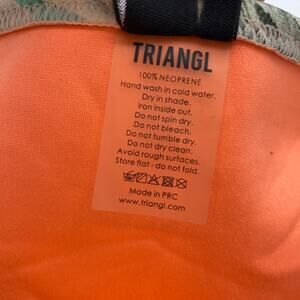 TRIANGL
100% NEOPRENE
Hand wash in cold water.
Dry in shade.
Iron inside out.
Do not spin dry.
Do not bleach.
Do not tumble dry.
Do not dry clean.
Avoid rough surfaces.
Store flat - do not fold.
Made in PRC
www.triangl.com